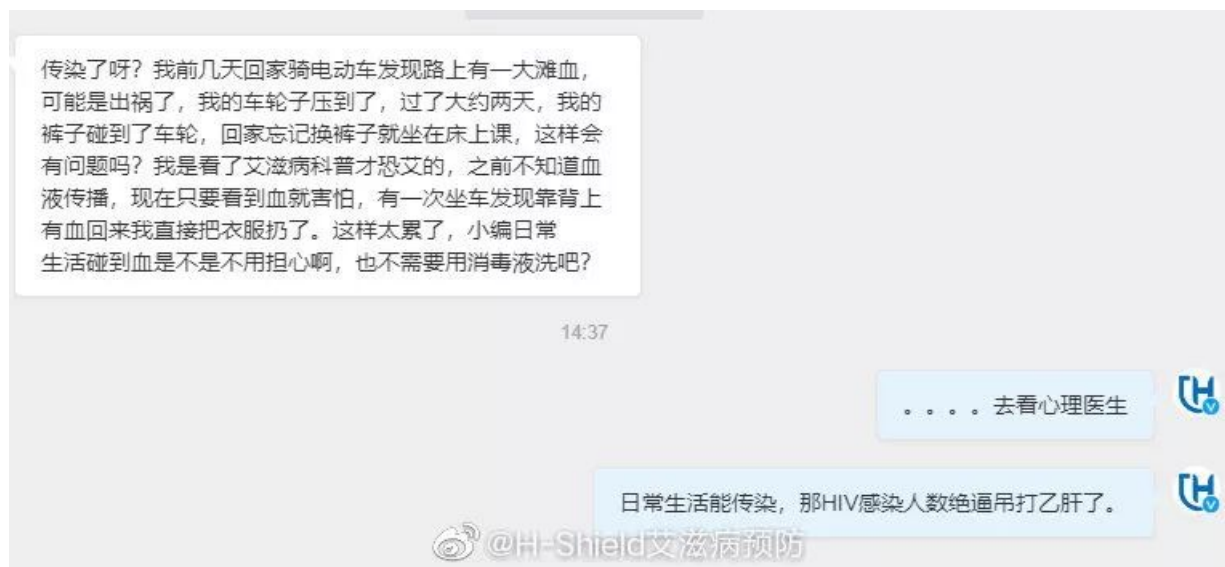 传染了呀？我前几天回家骑电动车发现路上有一大滩血，
可能是出祸了，我的车轮子压到了，过了大约两天，我的
裤子碰到了车轮，回家忘记换裤子就坐在床上课，这样会
有问题吗？我是看了艾滋病科普才恐艾的，之前不知道血
液传播，现在只要看到血就害怕，有一次坐车发现靠背上
有血回来我直接把衣服扔了。这样太累了，小编日常
生活碰到血是不是不用担心啊，也不需要用消毒液洗吧？
14:37
。。。。去看心理医生
日常生活能传染，那HIV感染人数绝逼吊打乙肝了。
@HI-Shield艾滋病预防